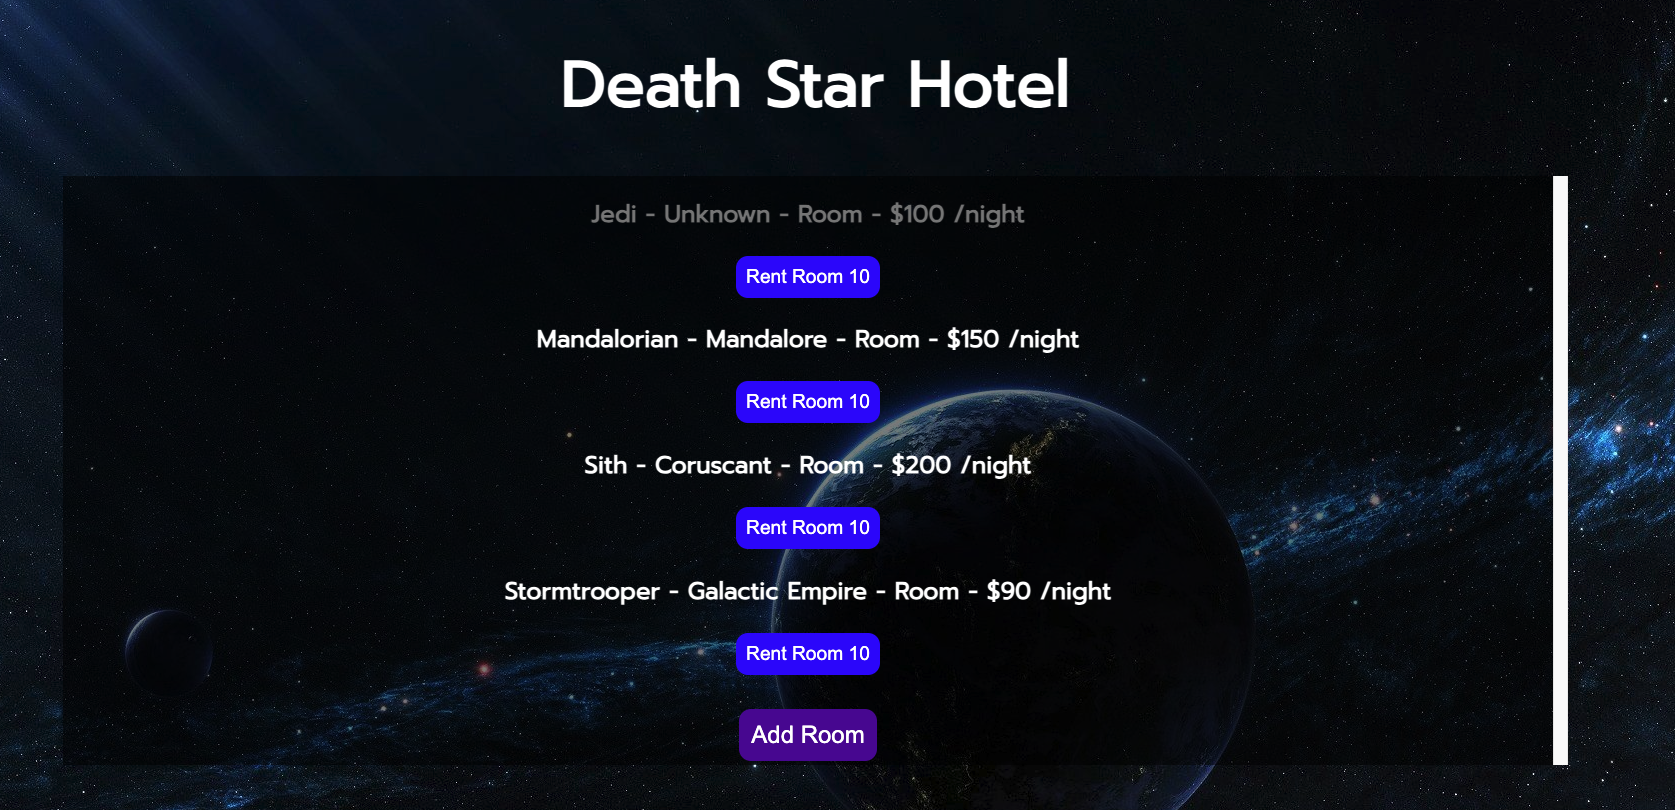 Death Star Hotel
Jedi - Unknown - Room - $100 /night
Rent Room 10
Mandalorian - Mandalore - Room - $150 /night
Rent Room 10
Sith - Coruscant - Room - $200 /night
Rent Room 10
Stormtrooper - Galactic Empire - Room - $90 /night
Rent Room 10
Add Room